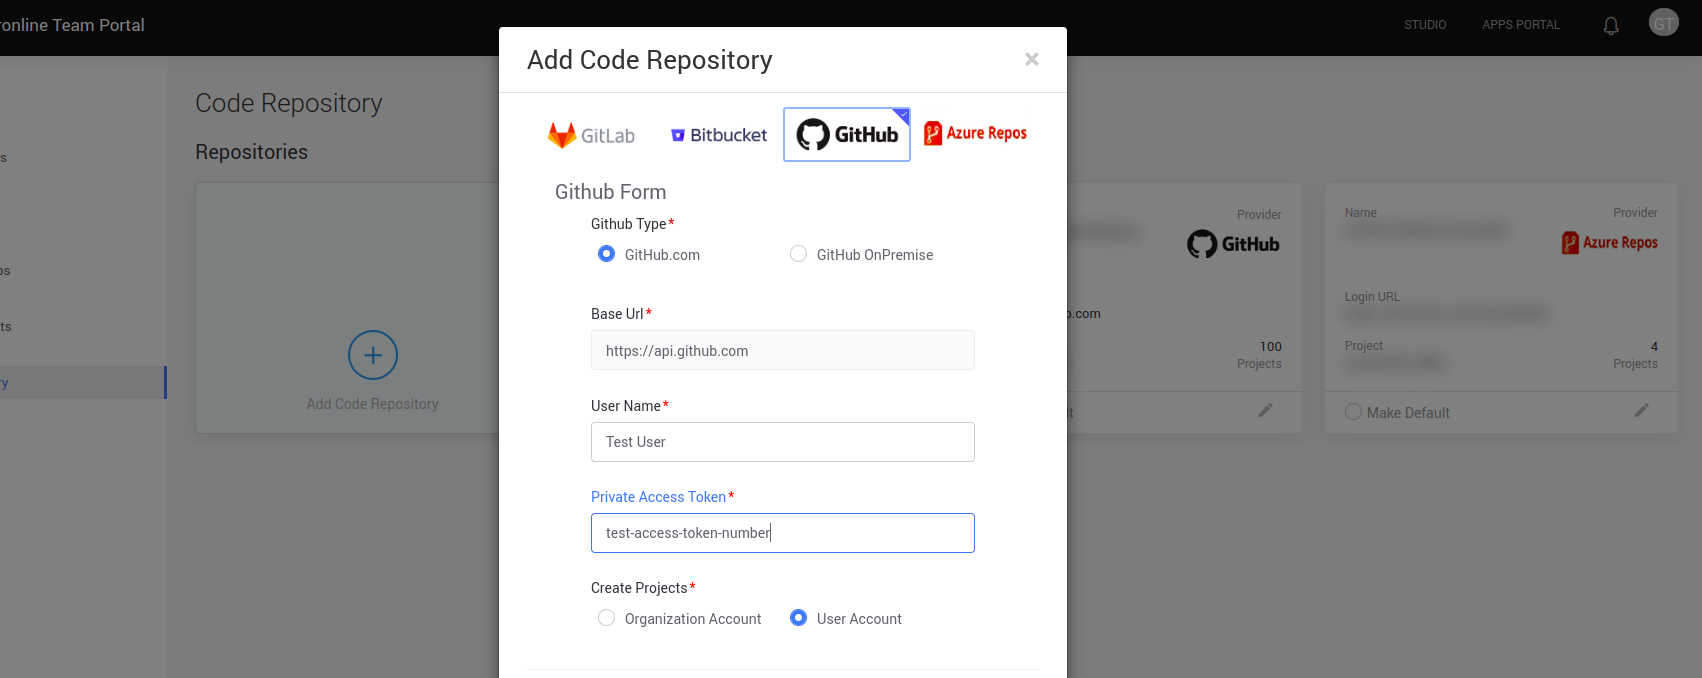 ronline Team Portal
STUDIO
APPS PORTAL
GT
Add Code Repository
×
Code Repository
Repositories
GitLab
Bitbucket
GitHub
Azure Repos
Github Form
Github Type*
GitHub.com
GitHub OnPremise
Base Url*
https://api.github.com
User Name*
Test User
Private Access Token*
test-access-token-number
Create Projects*
Organization Account
User Account
Add Code Repository
Provider
GitHub
b.com
100
Projects
lt
Name
Provider
Azure Repos
Login URL
Project
4
Projects
Make Default
s
os
ts
ry